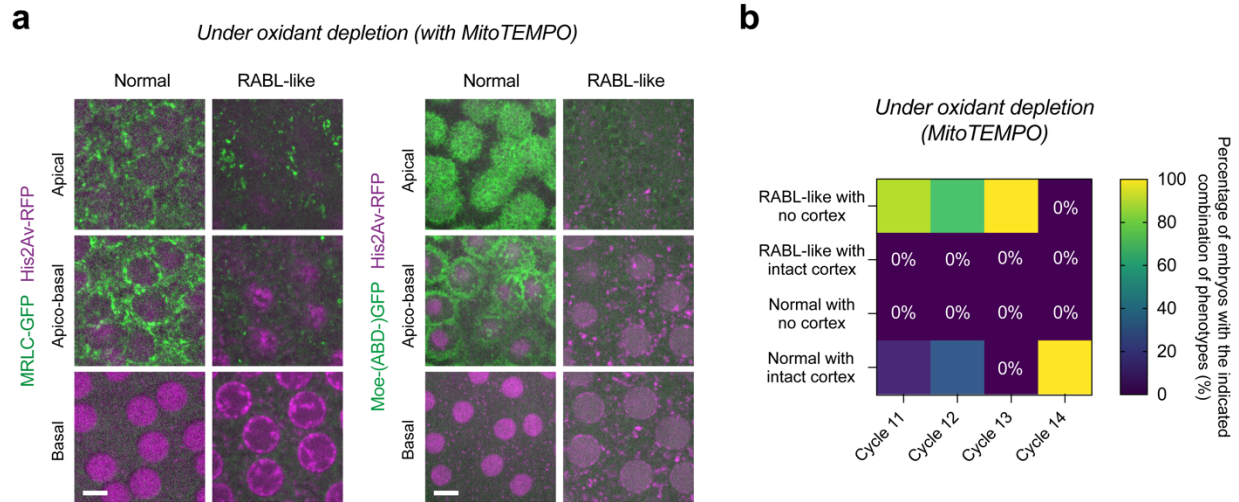 a
Under oxidant depletion (with MitoTEMPO)
Normal
RABL-like
Normal
RABL-like
MRLC-GFP His2Av-RFP
Apical
Apico-basal
Basal
Moe-(ABD-)GFP His2Av-RFP
Apical
Apico-basal
Basal
b
Under oxidant depletion
(MitoTEMPO)
RABL-like with
no cortex
0%
RABL-like with
intact cortex
0%
0%
0%
0%
Normal with
no cortex
0%
0%
0%
0%
Normal with
intact cortex
0%
Cycle 11
Cycle 12
Cycle 13
Cycle 14
100
80
60
40
20
0
Percentage of embryos with the indicated
combination of phenotypes (%)